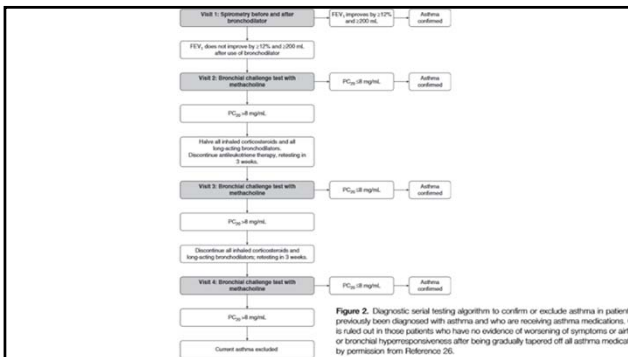 Visit 1: Spirometry before and after
bronchodilator
FEV₁ improves by ≥12%
and ≥200 mL
Asthma
confirmed
FEV₁ does not improve by ≥12% and ≥200 mL
after use of bronchodilator
Visit 2: Bronchial challenge test with
methacholine
PC₂₀ ≤8 mg/mL
Asthma
confirmed
PC₂₀ >8 mg/mL
Halve all inhaled corticosteroids and all
long-acting bronchodilators.
Discontinue antileukotriene therapy, retesting in
3 weeks.
Visit 3: Bronchial challenge test with
methacholine
PC₂₀ ≤8 mg/mL
Asthma
confirmed
PC₂₀ >8 mg/mL
Discontinue all inhaled corticosteroids and
long-acting bronchodilators; retesting in 3 weeks.
Visit 4: Bronchial challenge test with
methacholine
PC₂₀ ≤8 mg/mL
Asthma
confirmed
PC₂₀ >8 mg/mL
Current asthma excluded
Figure 2. Diagnostic serial testing algorithm to confirm or exclude asthma in patient
previously been diagnosed with asthma and who are receiving asthma medications.
is ruled out in those patients who have no evidence of worsening of symptoms or
or bronchial hyperresponsiveness after being gradually tapered off all asthma
by permission from Reference 26.